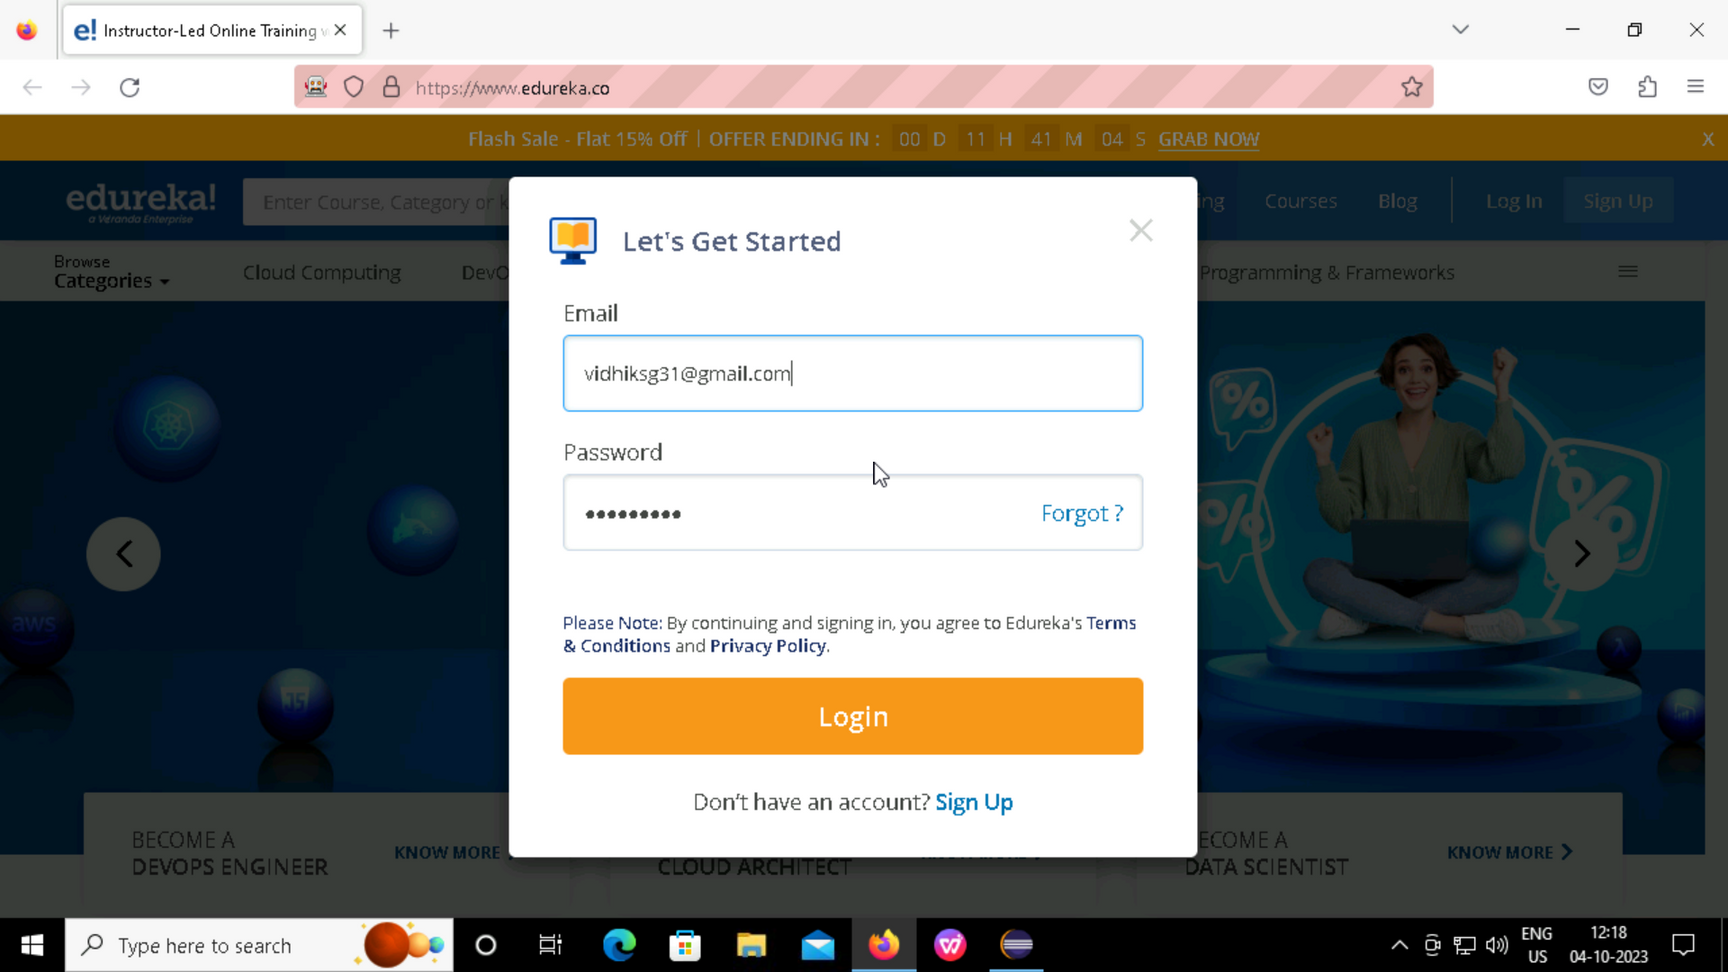 e! Instructor-Led Online Training v
https://www.edureka.co
Flash Sale - Flat 15% Off | OFFER ENDING IN : 00 D 11 H 41 M 04 S GRAB NOW X
edureka!
a Veranda Enterprise
Enter Course, Category or k
ing
Courses
Blog
Log In
Sign Up
Browse
Categories
Cloud Computing
DevO
Programming & Frameworks
Let's Get Started
Email
vidhiksg31@gmail.com
Password
•••••••••
Forgot ?
Please Note: By continuing and signing in, you agree to Edureka's Terms
& Conditions and Privacy Policy.
Login
Don't have an account? Sign Up
aws
JS
% % % %
BECOME A
DEVOPS ENGINEER
KNOW MORE
CLOUD ARCHITECT
ECOME A
DATA SCIENTIST
KNOW MORE
Type here to search
ENG
US
12:18
04-10-2023